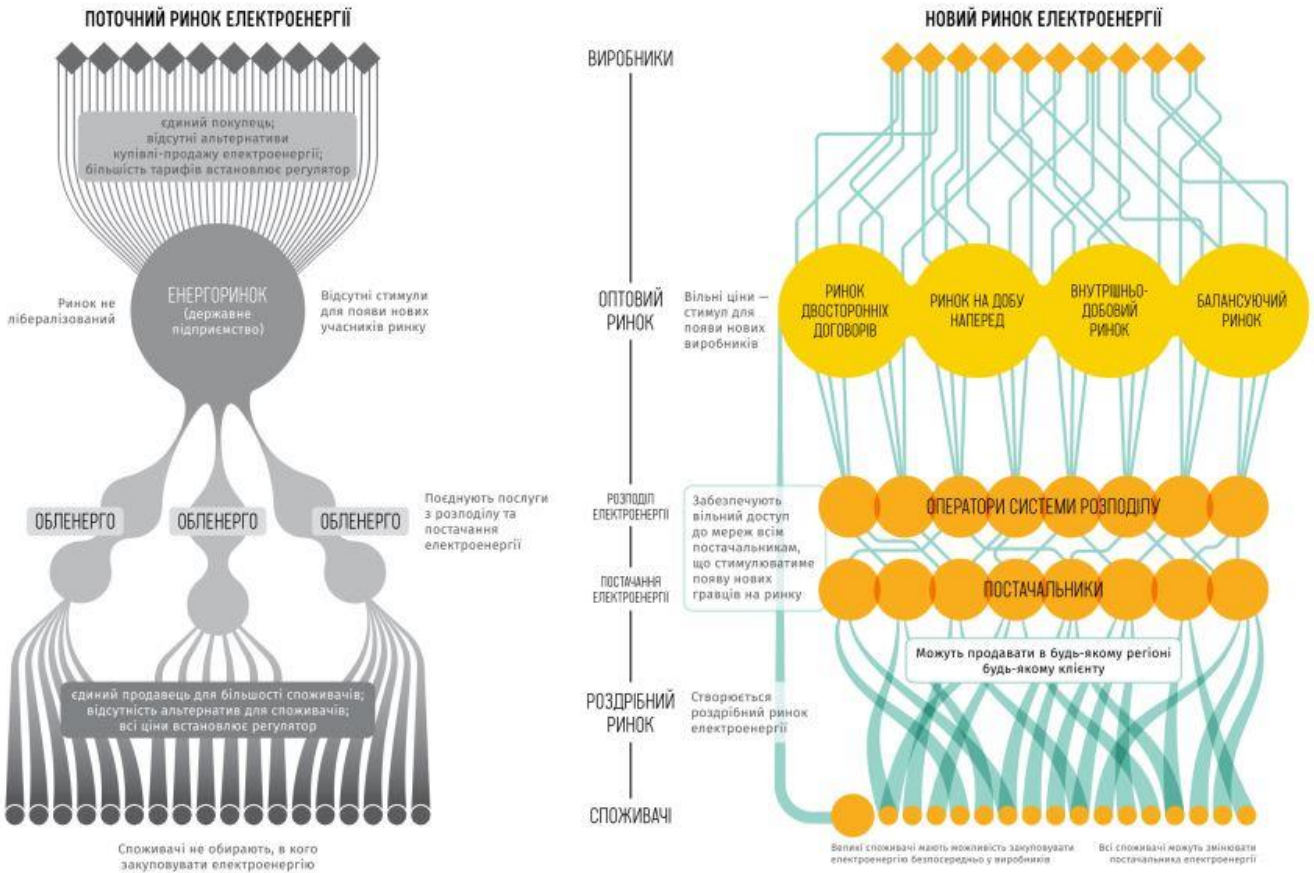 ПОТОЧНИЙ РИНОК ЕЛЕКТРОЕНЕРГІЇ
єдиний покупець;
відсутні альтернативи
купівлі-продажу електроенергії;
більшість тарифів встановлює регулятор
Ринок не
лібералізований
ЕНЕРГОРИНОК
(державне
підприємство)
Відсутні стимули
для появи нових
учасників ринку
ОБЛЕНЕРГО
ОБЛЕНЕРГО
ОБЛЕНЕРГО
Поєднують послуги
з розподілу та
постачання
електроенергії
єдиний продавець для більшості споживачів;
відсутність альтернатив для споживачів;
всі ціни встановлює регулятор
Споживачі не обирають, в кого
закуповувати електроенергію
ВИРОБНИКИ
ОПТОВИЙ
РИНОК
РОЗПОДІЛ
ЕЛЕКТРОЕНЕРГІЇ
ПОСТАЧАННЯ
ЕЛЕКТРОЕНЕРГІЇ
РОЗДРІБНИЙ
РИНОК
СПОЖИВАЧІ
НОВИЙ РИНОК ЕЛЕКТРОЕНЕРГІЇ
Вільні ціни —
стимул для
появи нових
виробників
РИНОК
ДВОСТОРОННІХ
ДОГОВОРІВ
РИНОК НА ДОБУ
НАПЕРЕД
ВНУТРІШНЬО-
ДОБОВИЙ
РИНОК
БАЛАНСУЮЧИЙ
РИНОК
Забезпечують
вільний доступ
до мереж всім
постачальникам,
що стимулюватиме
появу нових
гравців на ринку
ОПЕРАТОРИ СИСТЕМИ РОЗПОДІЛУ
ПОСТАЧАЛЬНИКИ
Можуть продавати в будь-якому регіоні
будь-якому клієнту
Створюється
роздрібний ринок
електроенергії
Великі споживачі мають можливість закуповувати
електроенергію безпосередньо у виробників
Всі споживачі можуть змінювати
постачальника електроенергії